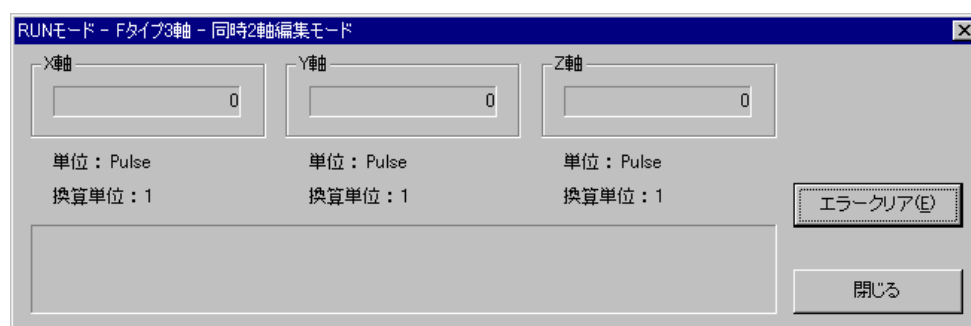 RUNモード - Fタイプ3軸 - 同時2軸編集モード
X軸 Y軸 Z軸
0 0 0
単位：Pulse 単位：Pulse 単位：Pulse
換算単位：1 換算単位：1 換算単位：1
エラークリア(E)
閉じる